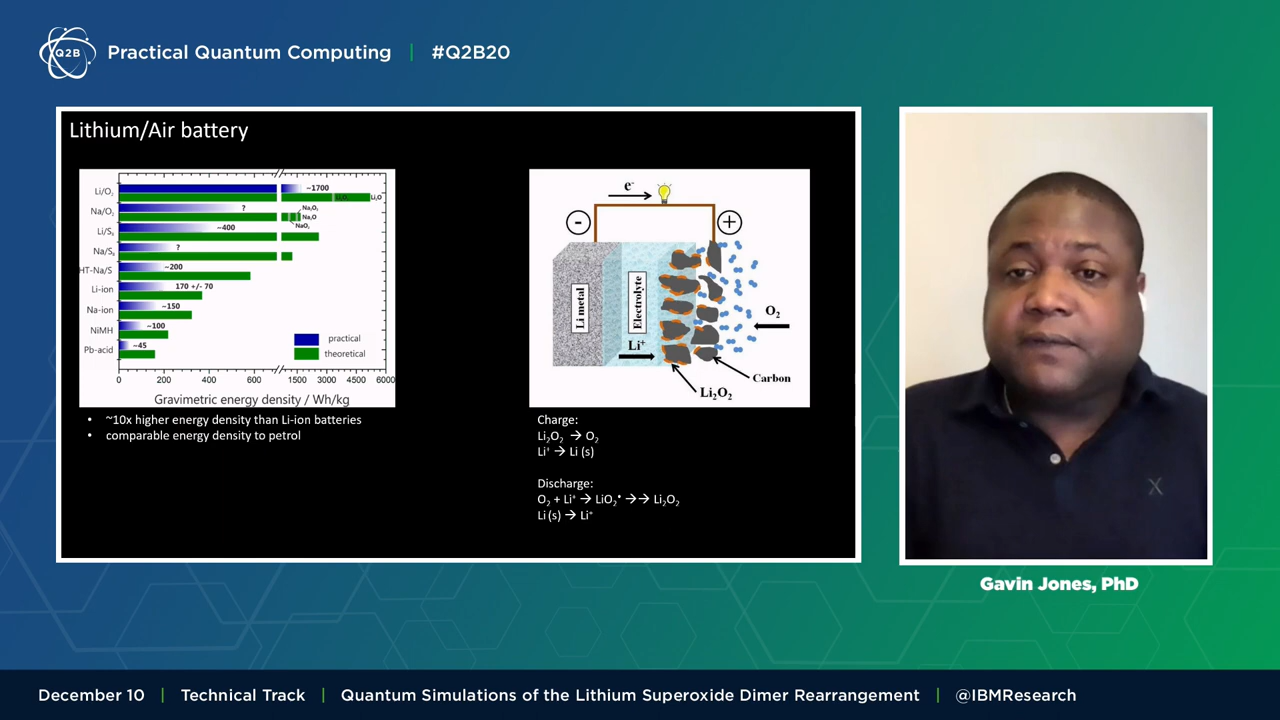 Q2B
Practical Quantum Computing | #Q2B20
Lithium/Air battery
Li/O₂
~1700
Li₂O₂
Li₂O
Na/O₂
?
Na₂O₂
Na₂O
NaO₂
Li/S₈
~400
Na/S₈
?
HT-Na/S
~200
Li-ion
170 +/- 70
Na-ion
~150
NiMH
~100
Pb-acid
~45
practical
theoretical
0 200 400 600 1500 3000 4500 6000
Gravimetric energy density / Wh/kg
• ~10x higher energy density than Li-ion batteries
• comparable energy density to petrol
e⁻
-
+
Li metal
Electrolyte
O₂
Li⁺
Carbon
Li₂O₂
Charge:
Li₂O₂ → O₂
Li⁺ → Li (s)
Discharge:
O₂ + Li⁺ → LiO₂• →→ Li₂O₂
Li (s) → Li⁺
X
Gavin Jones, PhD
December 10 | Technical Track | Quantum Simulations of the Lithium Superoxide Dimer Rearrangement | @IBMResearch